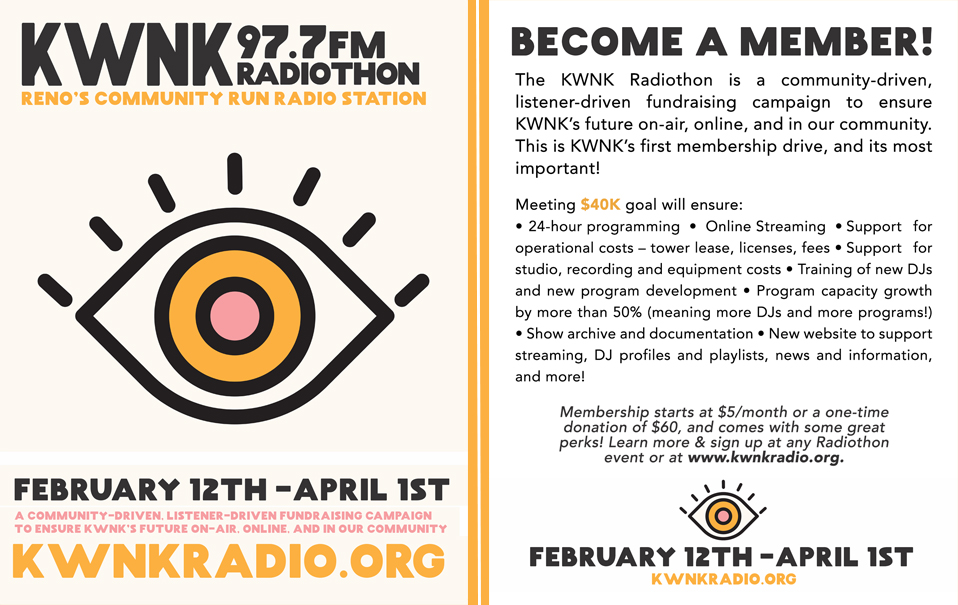 KWNK 97.7FM
RADIOTHON
RENO'S COMMUNITY RUN RADIO STATION
FEBRUARY 12TH – APRIL 1ST
A COMMUNITY-DRIVEN, LISTENER-DRIVEN FUNDRAISING CAMPAIGN
TO ENSURE KWNK'S FUTURE ON-AIR, ONLINE, AND IN OUR COMMUNITY
KWNKRADIO.ORG
BECOME A MEMBER!
The KWNK Radiothon is a community-driven,
listener-driven fundraising campaign to ensure
KWNK's future on-air, online, and in our community.
This is KWNK's first membership drive, and its most
important!
Meeting $40K goal will ensure:
• 24-hour programming • Online Streaming • Support for
operational costs – tower lease, licenses, fees • Support for
studio, recording and equipment costs • Training of new DJs
and new program development • Program capacity growth
by more than 50% (meaning more DJs and more programs!)
• Show archive and documentation • New website to support
streaming, DJ profiles and playlists, news and information,
and more!
Membership starts at $5/month or a one-time
donation of $60, and comes with some great
perks! Learn more & sign up at any Radiothon
event or at www.kwnkradio.org.
FEBRUARY 12TH – APRIL 1ST
KWNKRADIO.ORG